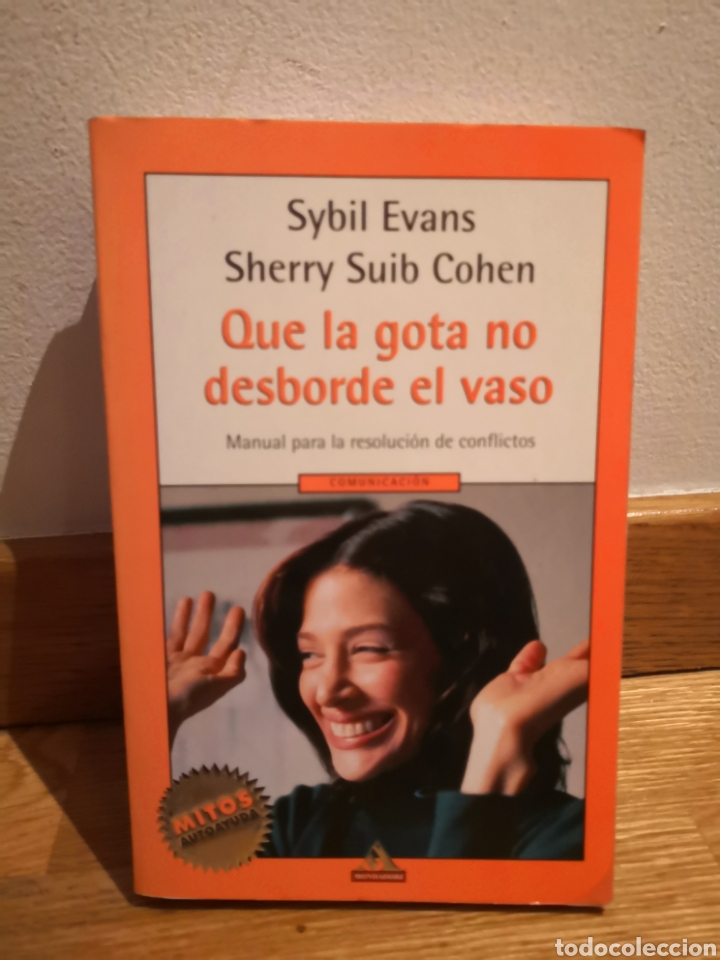 Sybil Evans
Sherry Suib Cohen
Que la gota no
desborde el vaso
Manual para la resolución de conflictos
COMUNICACIÓN
MITOS
AUTOAYUDA
MONDADORI
todocoleccion